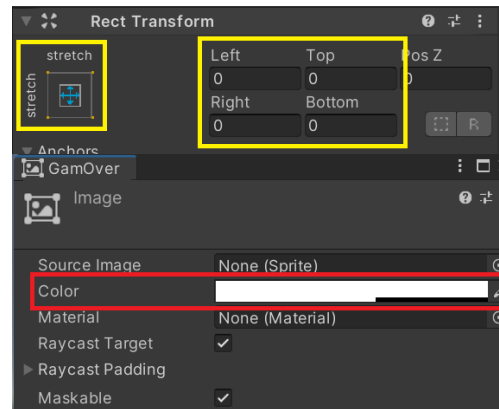 Rect Transform
stretch
stretch
Left Top Pos Z
0 0 0
Right Bottom
0 0
R
Anchors
GamOver
Image
Source Image None (Sprite)
Color
Material None (Material)
Raycast Target
Raycast Padding
Maskable